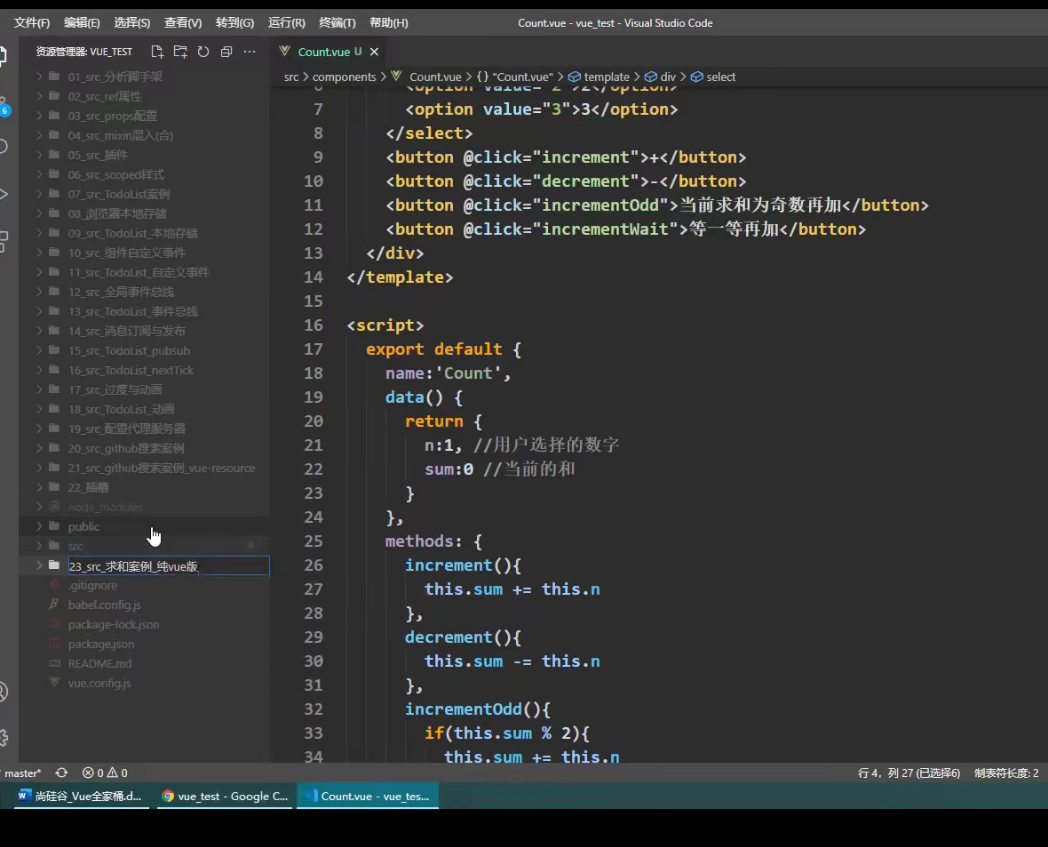 文件(F) 编辑(E) 选择(S) 查看(V) 转到(G) 运行(R) 终端(T) 帮助(H) Count.vue - vue_test - Visual Studio Code
资源管理器: VUE_TEST
01_src_分析脚手架
02_src_ref属性
03_src_props配置
04_src_mixin混入(合)
05_src_插件
06_src_scoped样式
07_src_TodoList案例
08_浏览器本地存储
09_src_TodoList_本地存储
10_src_组件自定义事件
11_src_TodoList_自定义事件
12_src_全局事件总线
13_src_TodoList_事件总线
14_src_消息订阅与发布
15_src_TodoList_pubsub
16_src_TodoList_nextTick
17_src_过度与动画
18_src_TodoList_动画
19_src_配置代理服务器
20_src_github搜索案例
21_src_github搜索案例_vue-resource
22_插槽
node_modules
public
src
23_src_求和案例_纯vue版
.gitignore
babel.config.js
package-lock.json
package.json
README.md
vue.config.js
Count.vue U
src > components > Count.vue > {} "Count.vue" > template > div > select
6 <option value="2">2</option>
7 <option value="3">3</option>
8 </select>
9 <button @click="increment">+</button>
10 <button @click="decrement">-</button>
11 <button @click="incrementOdd">当前求和为奇数再加</button>
12 <button @click="incrementWait">等一等再加</button>
13 </div>
14 </template>
15
16 <script>
17 export default {
18 name:'Count',
19 data() {
20 return {
21 n:1, //用户选择的数字
22 sum:0 //当前的和
23 }
24 },
25 methods: {
26 increment(){
27 this.sum += this.n
28 },
29 decrement(){
30 this.sum -= this.n
31 },
32 incrementOdd(){
33 if(this.sum % 2){
34 this.sum += this.n
6
master* 0 0 行 4，列 27 (已选择6) 制表符长度: 2
尚硅谷_Vue全家桶.d... vue_test - Google C... Count.vue - vue_tes...